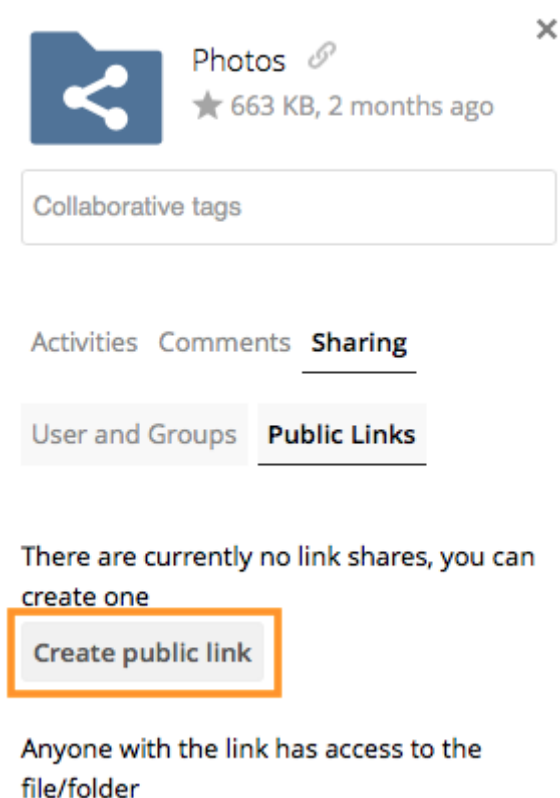 Photos
663 KB, 2 months ago
Collaborative tags
Activities Comments Sharing
User and Groups Public Links
There are currently no link shares, you can
create one
Create public link
Anyone with the link has access to the
file/folder